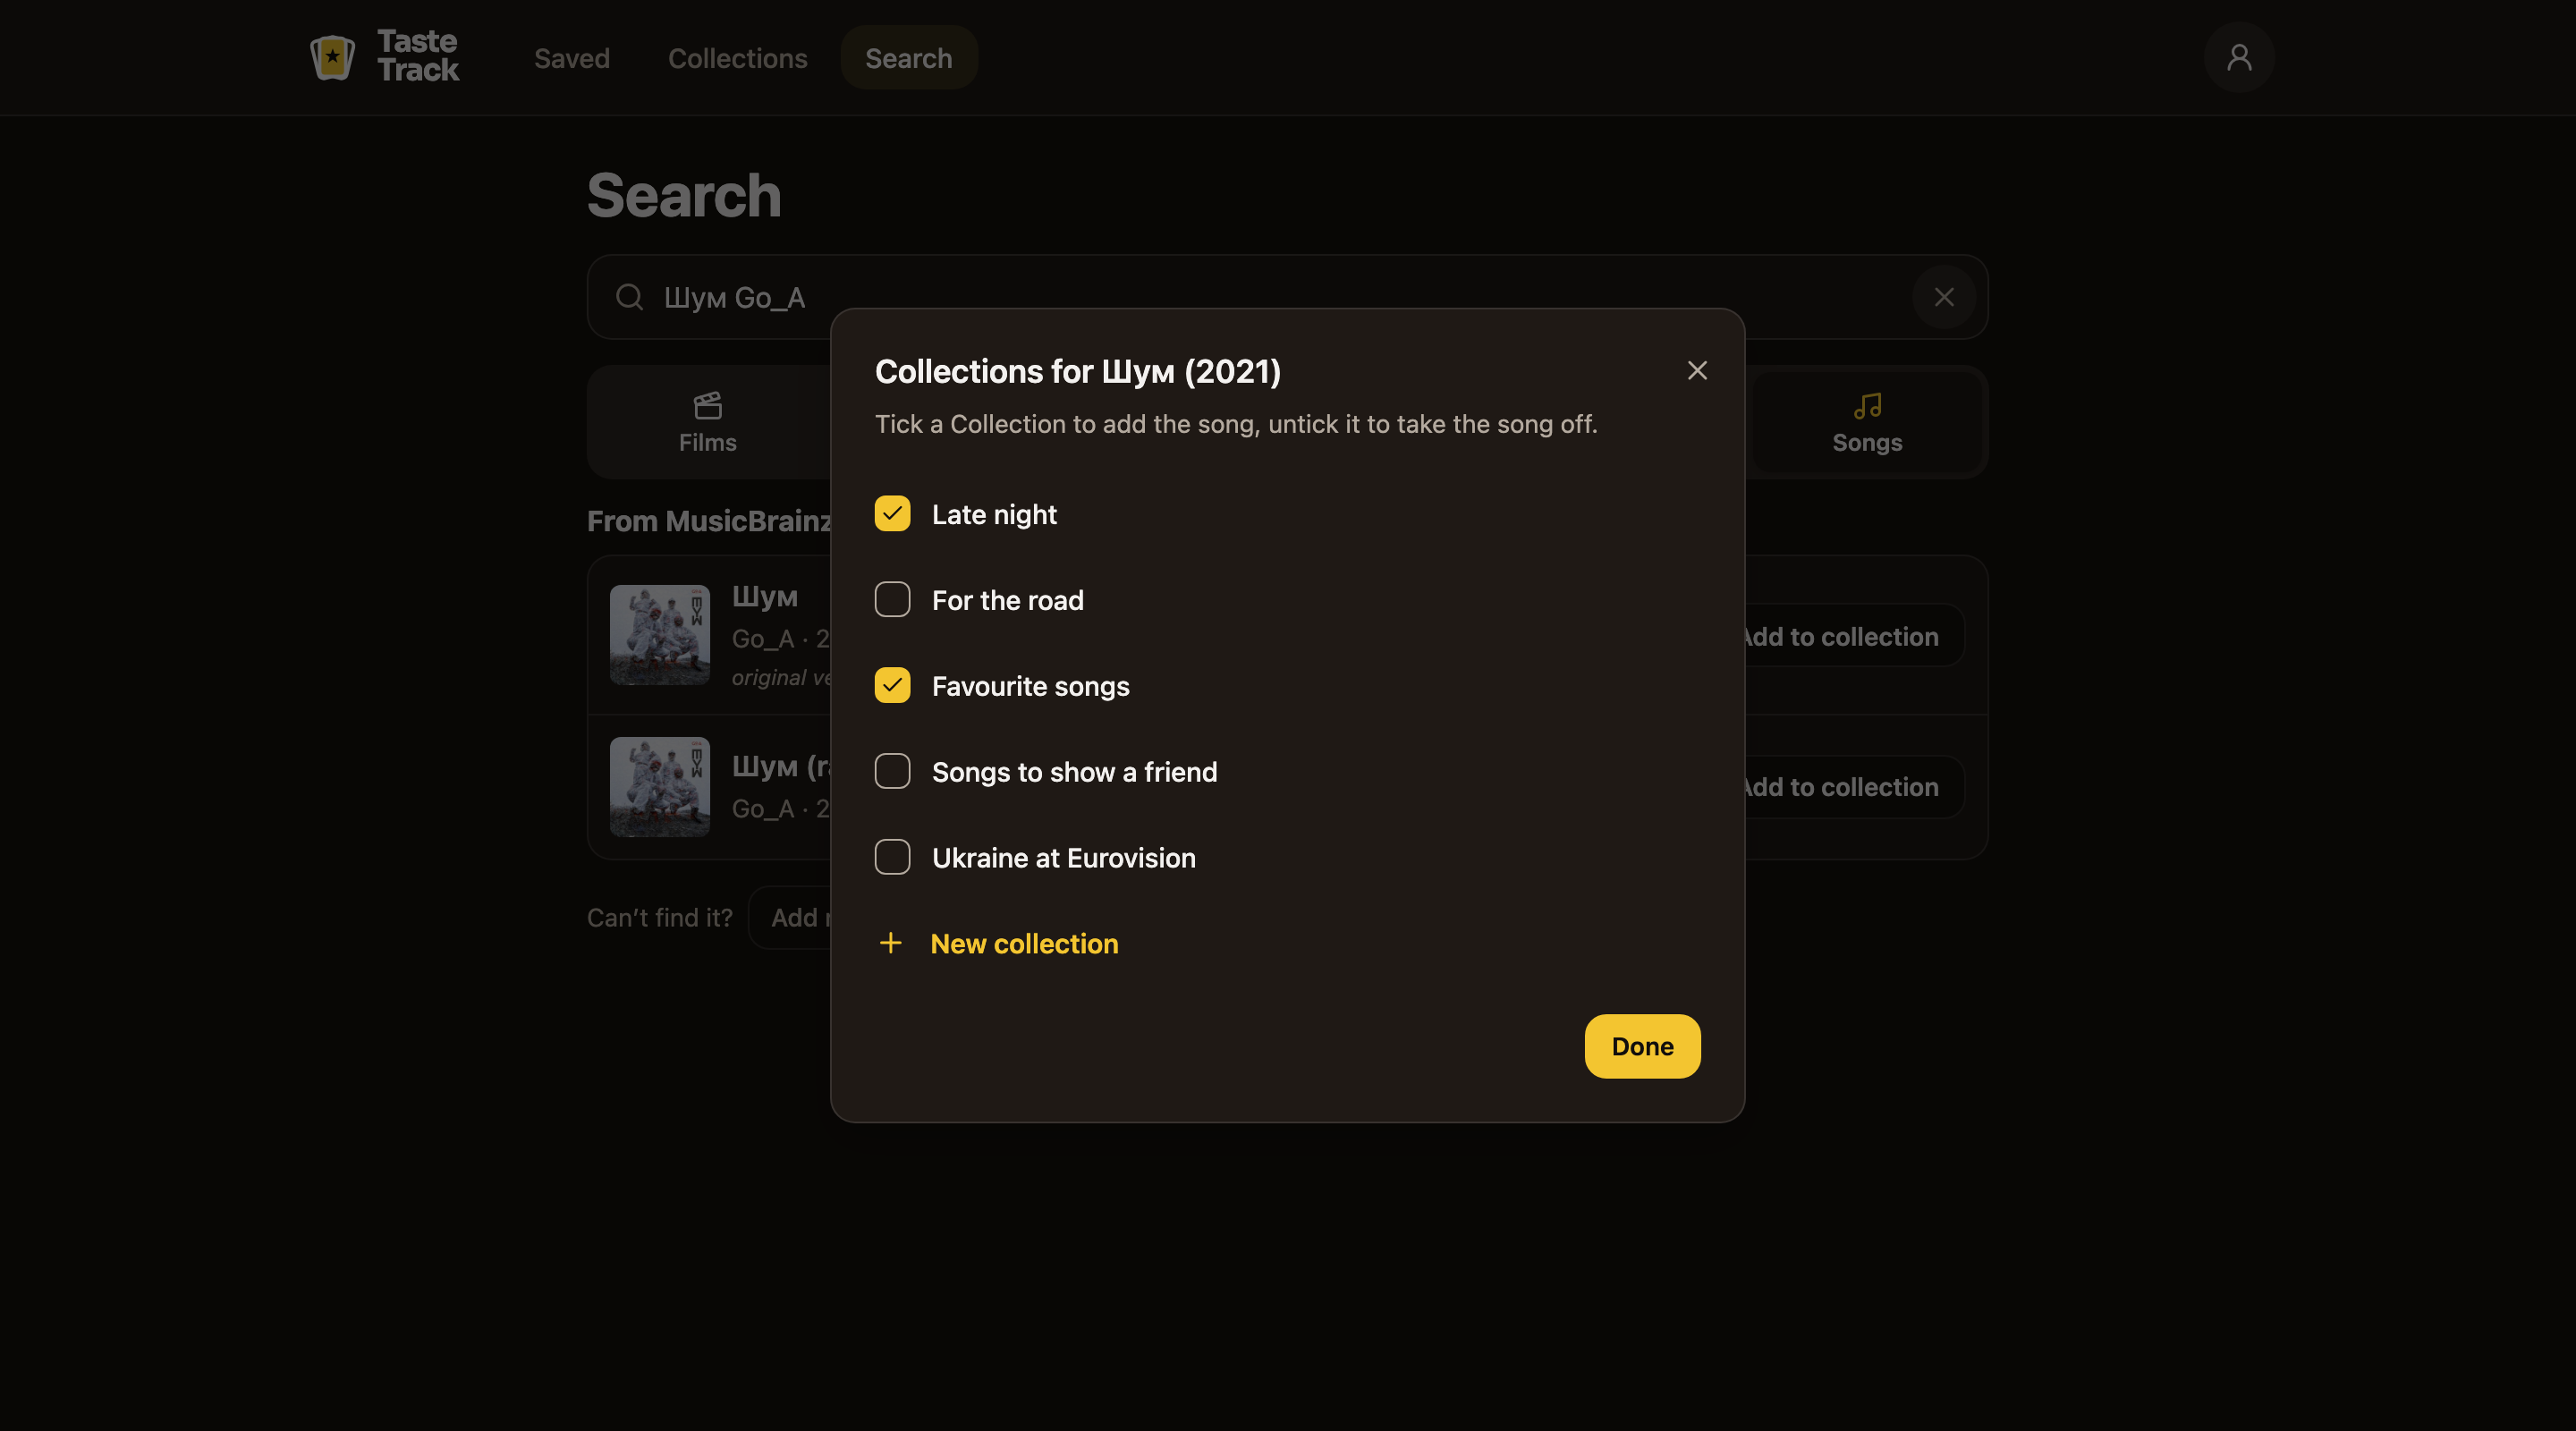 Taste
Track
Saved
Collections
Search
Search
Шум Go_A
Collections for Шум (2021)
Tick a Collection to add the song, untick it to take the song off.
Films
Songs
Late night
For the road
Favourite songs
Songs to show a friend
Ukraine at Eurovision
New collection
Done
From MusicBrainz
Шум
Go_A · 2
original
Add to collection
Шум
Go_A · 2
Add to collection
Can’t find it?
Add